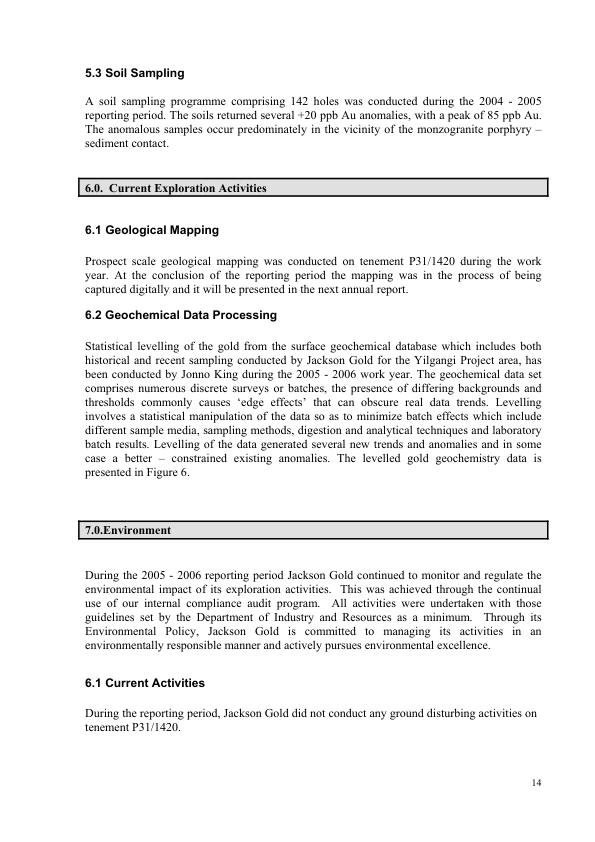 5.3 Soil Sampling
A soil sampling programme comprising 142 holes was conducted during the 2004 - 2005
reporting period. The soils returned several +20 ppb Au anomalies, with a peak of 85 ppb Au.
The anomalous samples occur predominately in the vicinity of the monzogranite porphyry –
sediment contact.
6.0.  Current Exploration Activities
6.1 Geological Mapping
Prospect scale geological mapping was conducted on tenement P31/1420 during the work
year. At the conclusion of the reporting period the mapping was in the process of being
captured digitally and it will be presented in the next annual report.
6.2 Geochemical Data Processing
Statistical levelling of the gold from the surface geochemical database which includes both
historical and recent sampling conducted by Jackson Gold for the Yilgangi Project area, has
been conducted by Jonno King during the 2005 - 2006 work year. The geochemical data set
comprises numerous discrete surveys or batches, the presence of differing backgrounds and
thresholds commonly causes ‘edge effects’ that can obscure real data trends. Levelling
involves a statistical manipulation of the data so as to minimize batch effects which include
different sample media, sampling methods, digestion and analytical techniques and laboratory
batch results. Levelling of the data generated several new trends and anomalies and in some
case a better – constrained existing anomalies. The levelled gold geochemistry data is
presented in Figure 6.
7.0.Environment
During the 2005 - 2006 reporting period Jackson Gold continued to monitor and regulate the
environmental impact of its exploration activities.  This was achieved through the continual
use of our internal compliance audit program.  All activities were undertaken with those
guidelines set by the Department of Industry and Resources as a minimum.  Through its
Environmental Policy, Jackson Gold is committed to managing its activities in an
environmentally responsible manner and actively pursues environmental excellence.
6.1 Current Activities
During the reporting period, Jackson Gold did not conduct any ground disturbing activities on
tenement P31/1420.
14